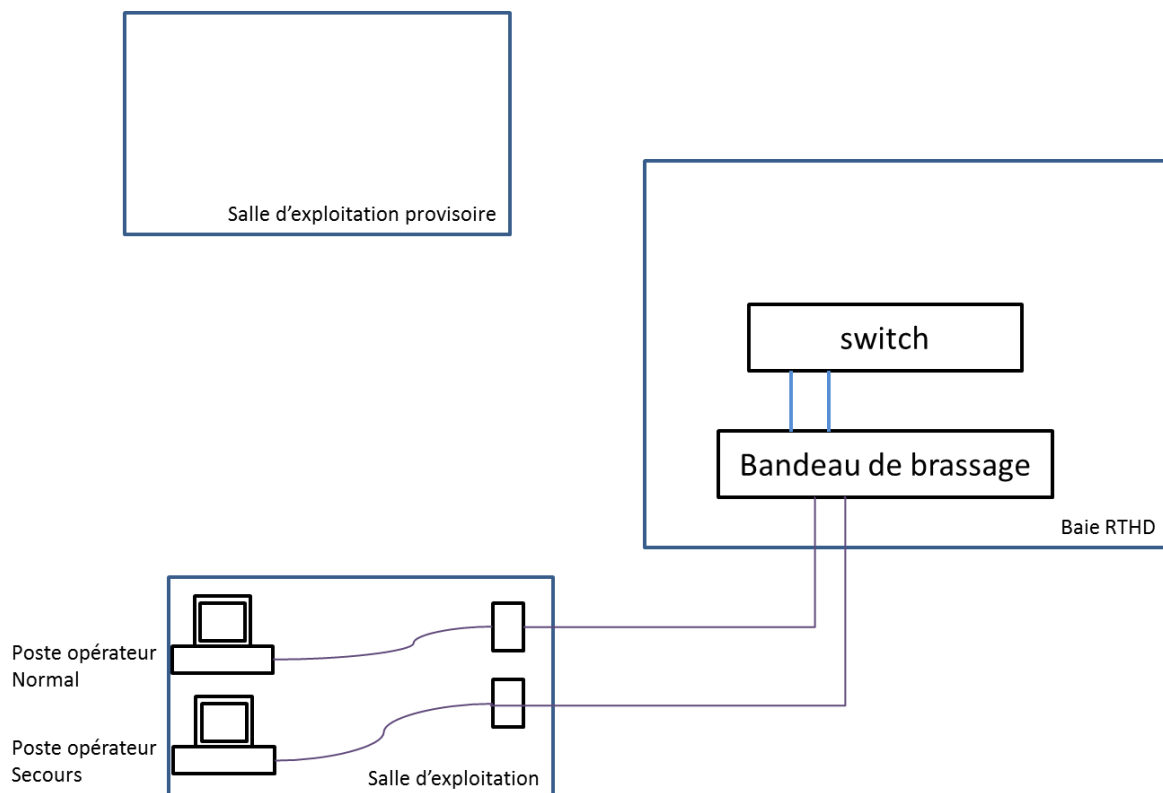 Salle d'exploitation provisoire
switch
Bandeau de brassage
Baie RTHD
Poste opérateur
Normal
Poste opérateur
Secours
Salle d'exploitation